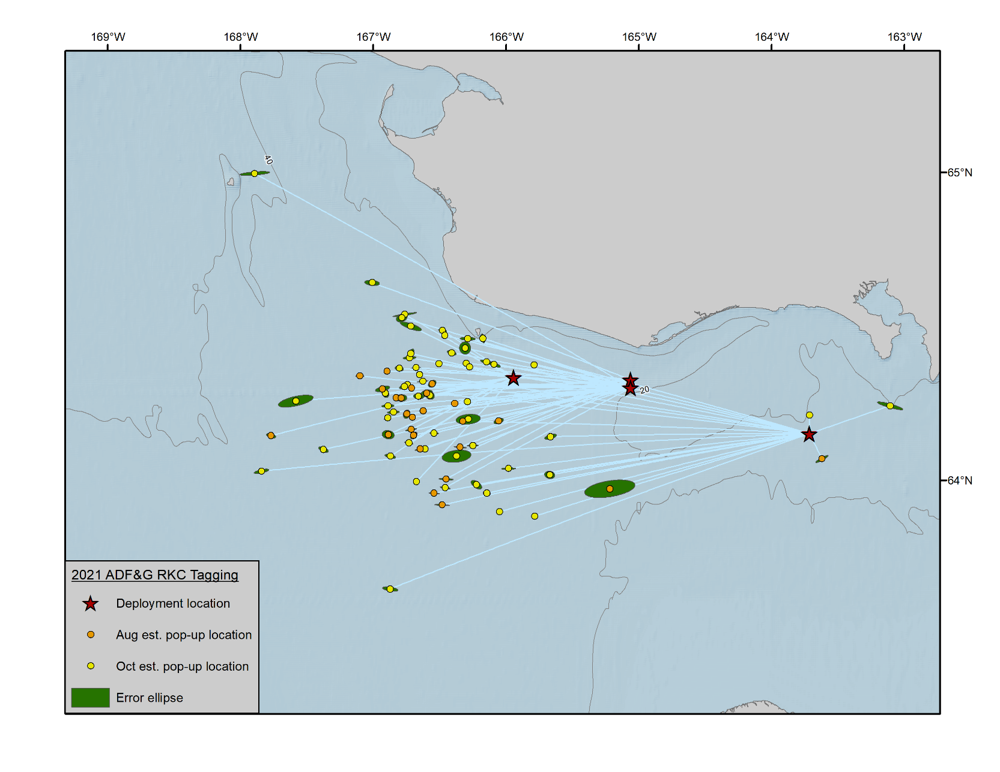 169°W 168°W 167°W 166°W 165°W 164°W 163°W
40
65°N
20
64°N
2021 ADF&G RKC Tagging
Deployment location
Aug est. pop-up location
Oct est. pop-up location
Error ellipse